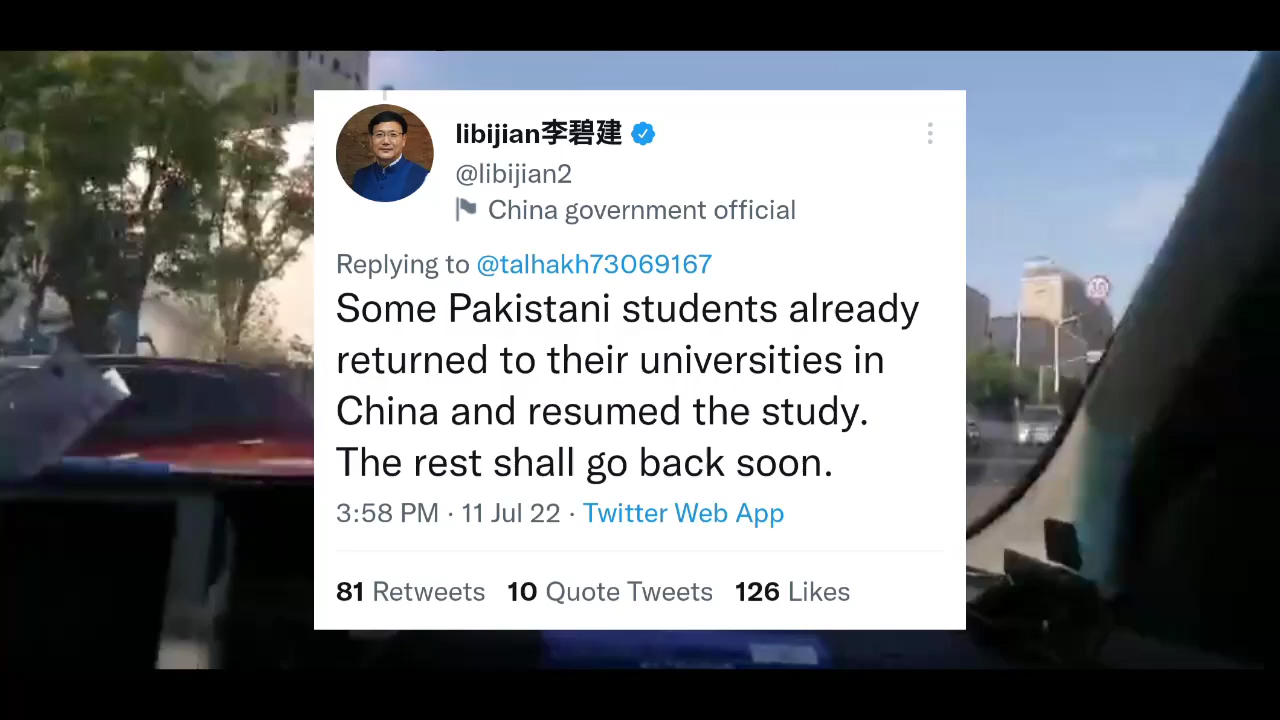 libijian李碧建
@libijian2
China government official
Replying to @talhakh73069167
Some Pakistani students already
returned to their universities in
China and resumed the study.
The rest shall go back soon.
3:58 PM · 11 Jul 22 · Twitter Web App
81 Retweets 10 Quote Tweets 126 Likes